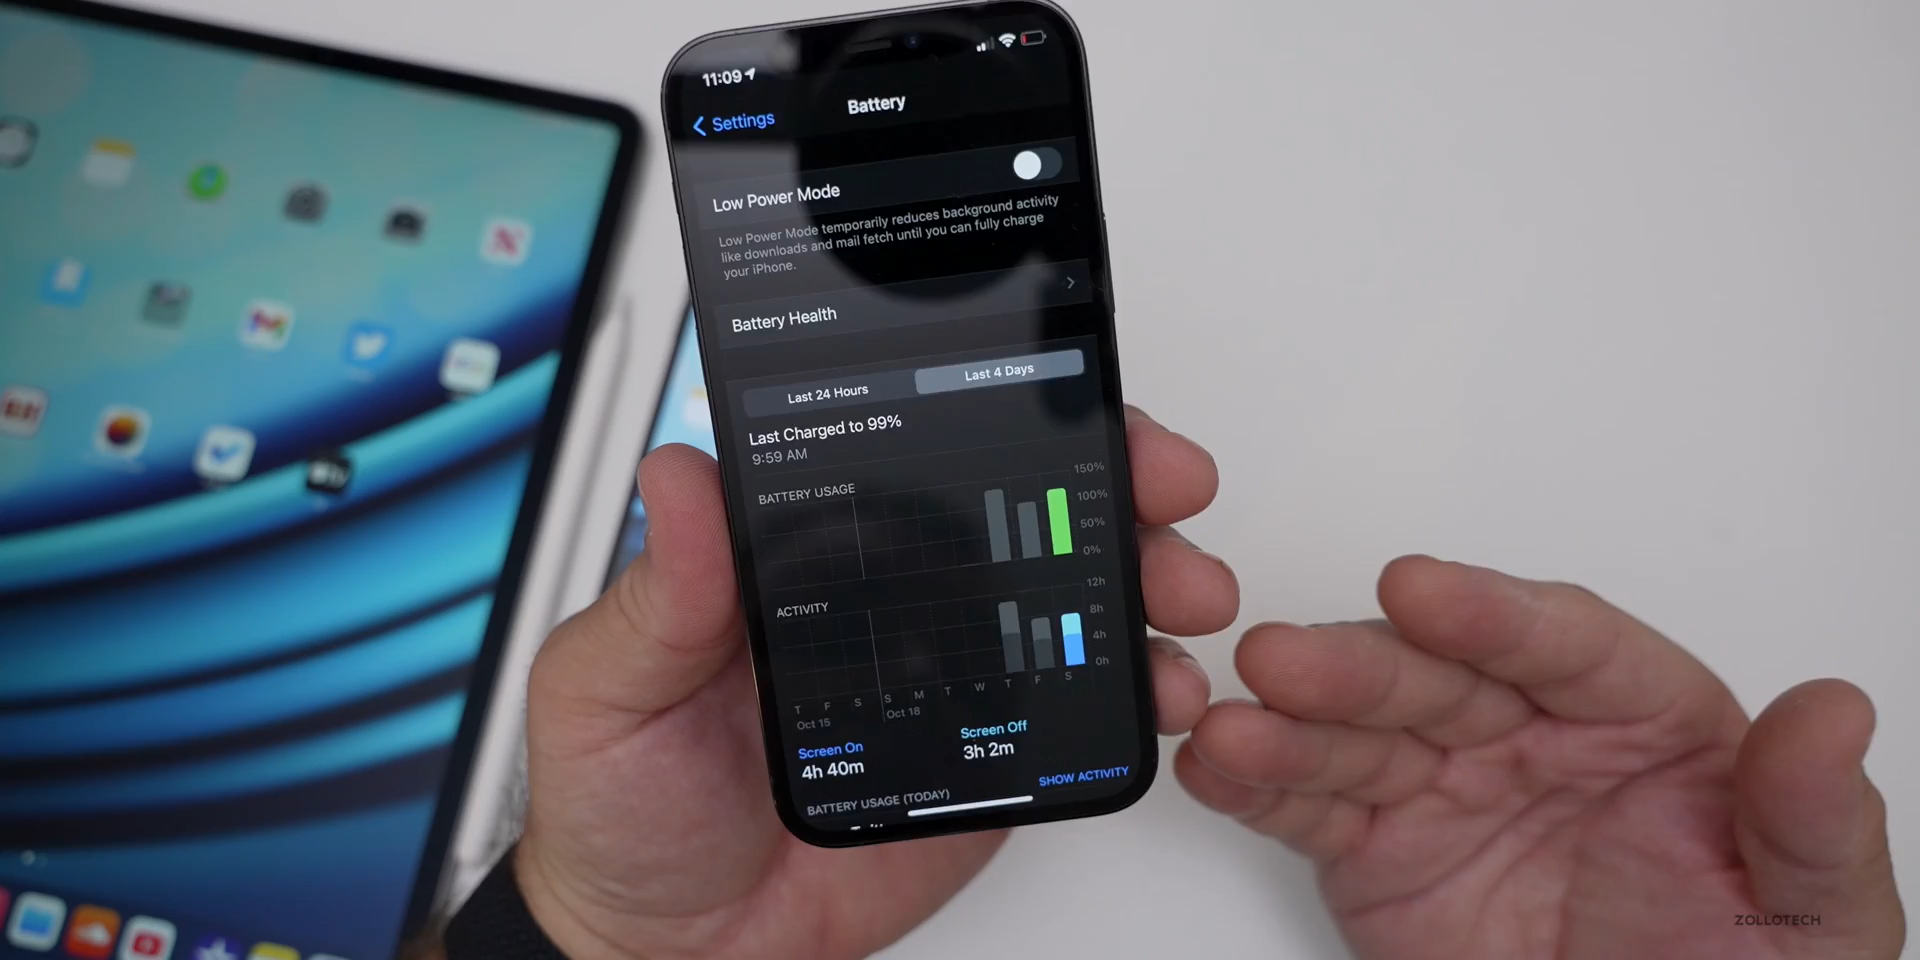 11:09
Settings
Battery
Low Power Mode
Low Power Mode temporarily reduces background activity
like downloads and mail fetch until you can fully charge
your iPhone.
Battery Health
Last 24 Hours
Last 4 Days
Last Charged to 99%
9:59 AM
BATTERY USAGE
150%
100%
50%
0%
ACTIVITY
12h
8h
4h
0h
T F S S M T W T F S
Oct 15 Oct 18
Screen On
4h 40m
Screen Off
3h 2m
SHOW ACTIVITY
BATTERY USAGE (TODAY)
ZOLLOTECH